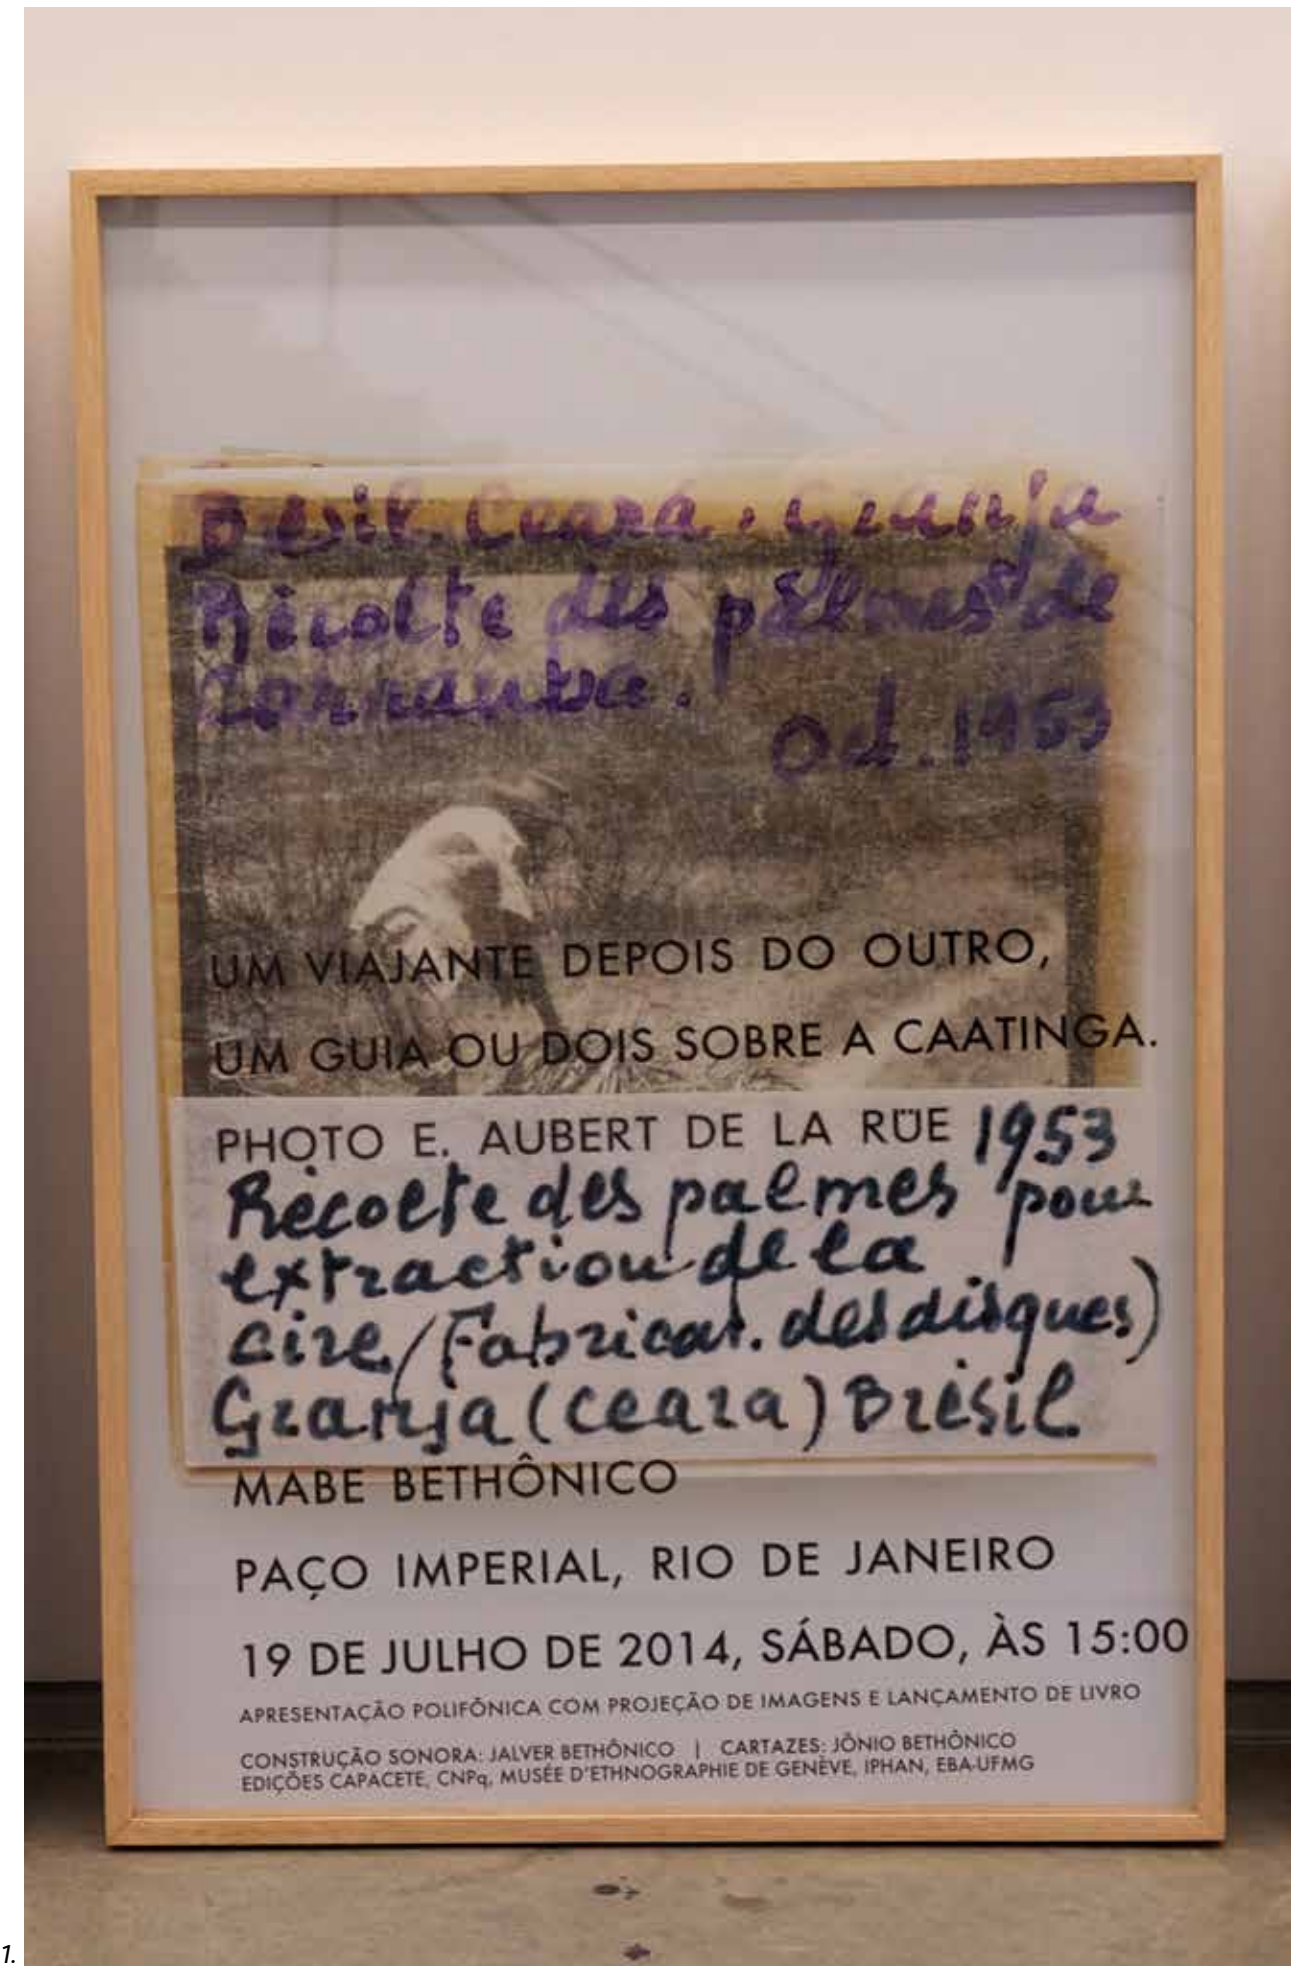 Bresil. Ceara. Granja
Récolte des palmes de
Carnauba.
Oct. 1953
UM VIAJANTE DEPOIS DO OUTRO,
UM GUIA OU DOIS SOBRE A CAATINGA.
PHOTO E. AUBERT DE LA RÜE 1953
Récolte des palmes pour
extraction de la
cire (Fabricat. des disques)
Granja (Ceara) Brésil
MABE BETHÔNICO
PAÇO IMPERIAL, RIO DE JANEIRO
19 DE JULHO DE 2014, SÁBADO, ÀS 15:00
APRESENTAÇÃO POLIFÔNICA COM PROJEÇÃO DE IMAGENS E LANÇAMENTO DE LIVRO
CONSTRUÇÃO SONORA: JALVER BETHÔNICO | CARTAZES: JÔNIO BETHÔNICO
EDIÇÕES CAPACETE, CNPq, MUSÉE D'ETHNOGRAPHIE DE GENÈVE, IPHAN, EBA-UFMG
1.